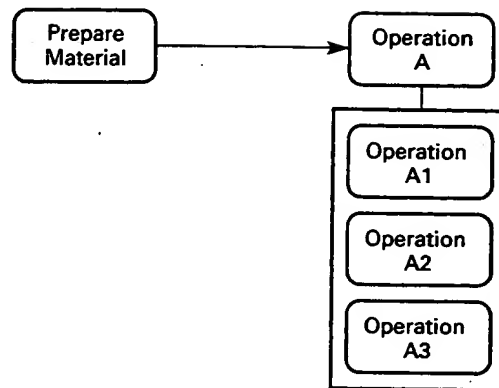 Prepare
Material
Operation
A
Operation
A1
Operation
A2
Operation
A3